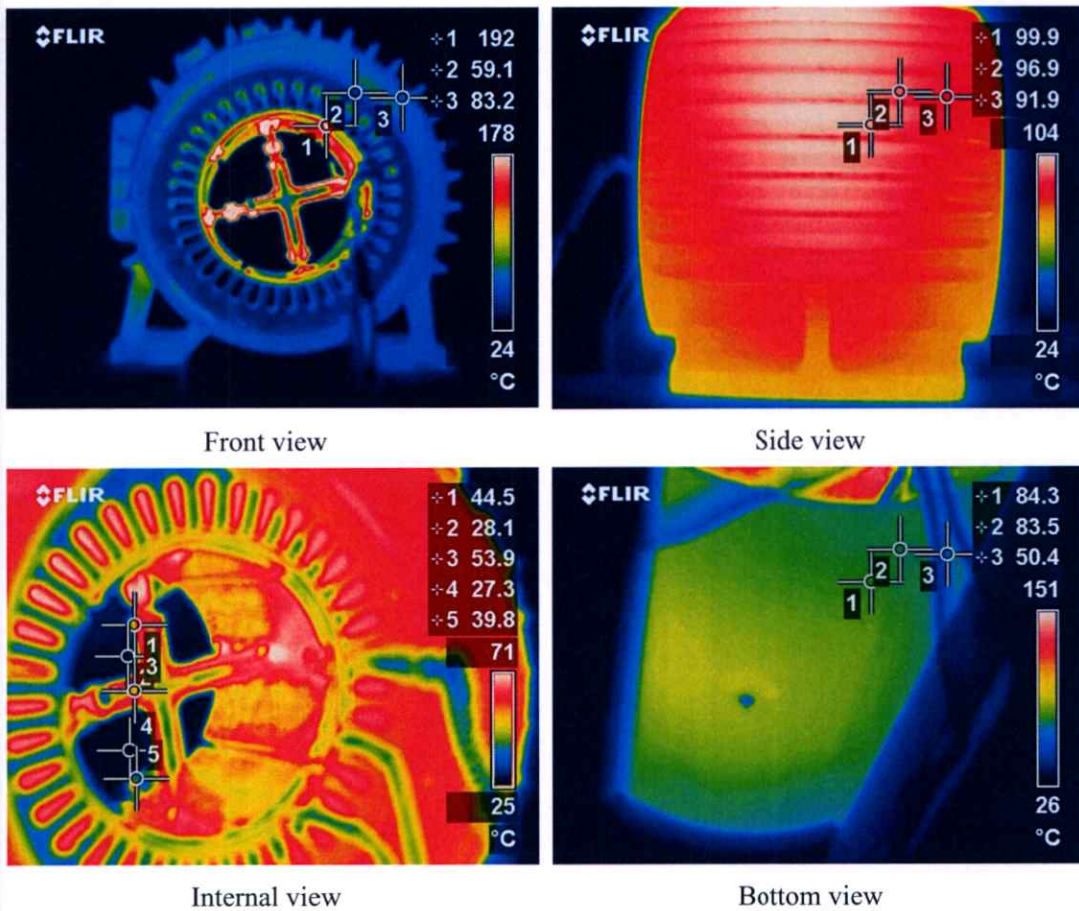 FLIR
1 192
2 59.1
3 83.2
178
2
3
1
24
°C
Front view
FLIR
1 99.9
2 96.9
3 91.9
104
2
3
1
24
°C
Side view
FLIR
1 44.5
2 28.1
3 53.9
4 27.3
5 39.8
71
1
3
4
5
25
°C
Internal view
FLIR
1 84.3
2 83.5
3 50.4
151
2
3
1
26
°C
Bottom view